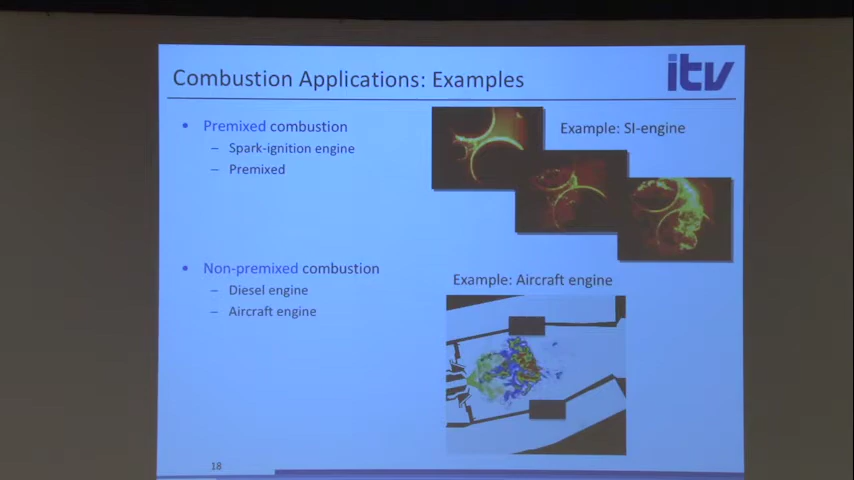 Combustion Applications: Examples
itv
• Premixed combustion
– Spark-ignition engine
– Premixed
Example: SI-engine
• Non-premixed combustion
– Diesel engine
– Aircraft engine
Example: Aircraft engine
18